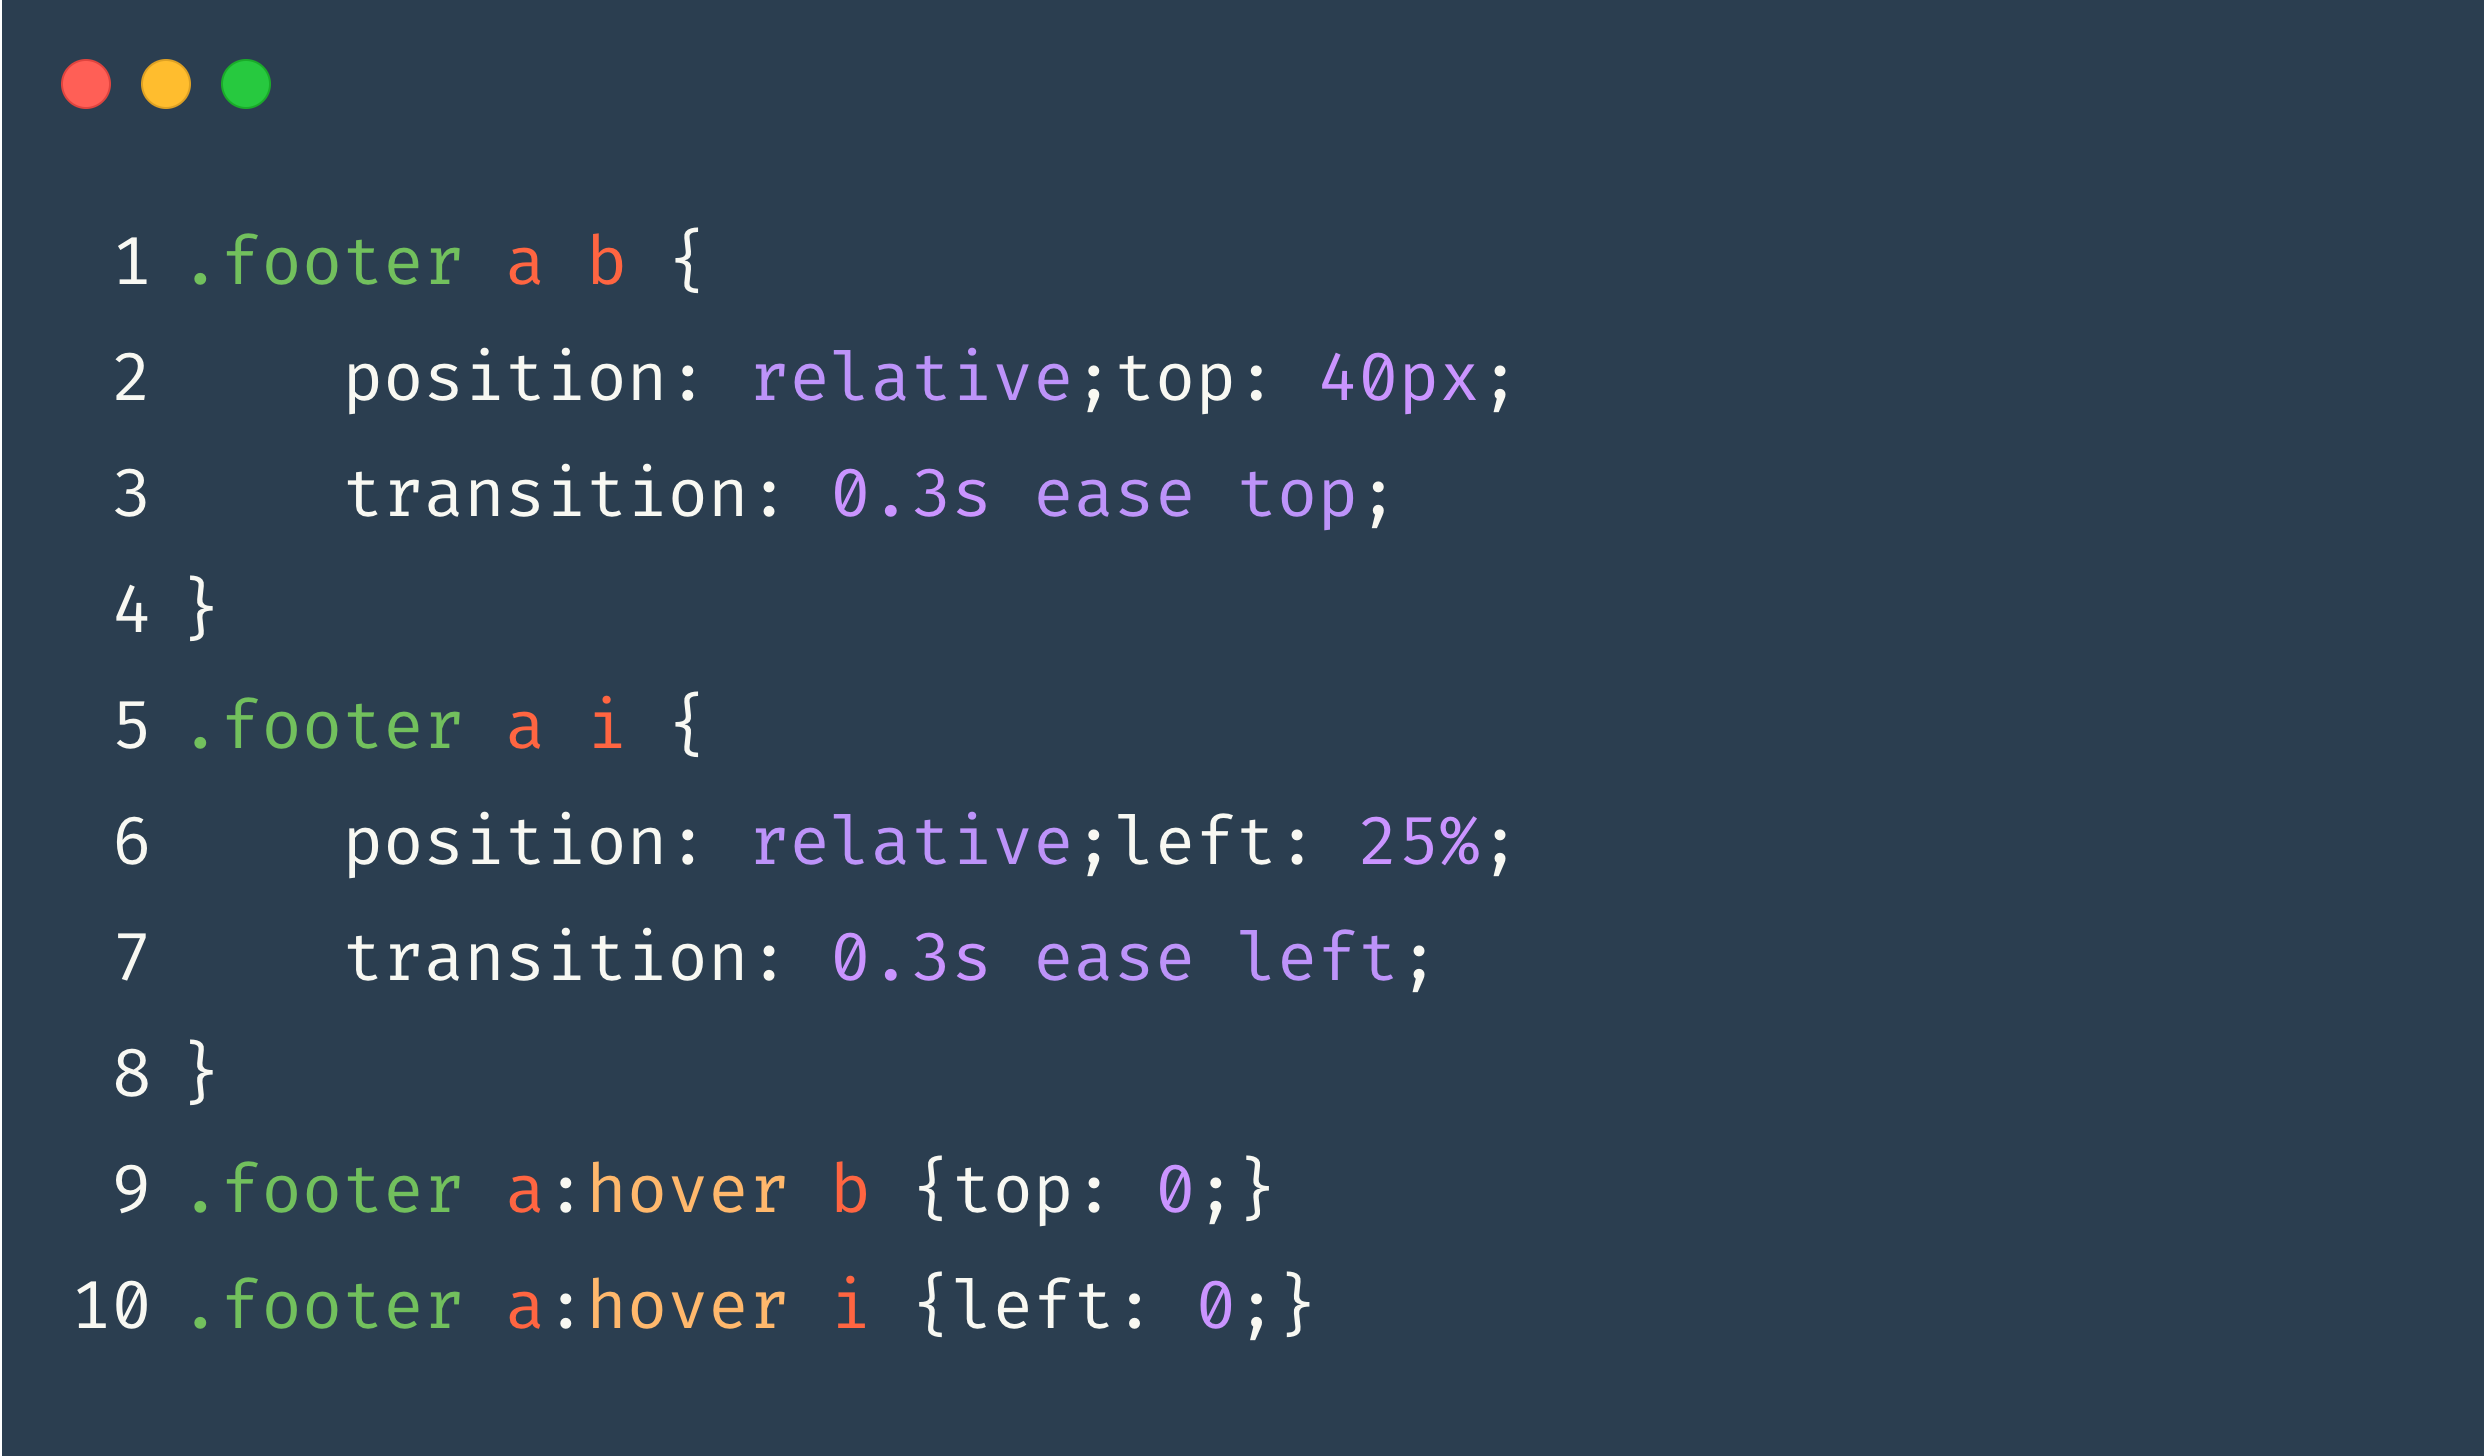 1 .footer a b {
2     position: relative;top: 40px;
3     transition: 0.3s ease top;
4 }
5 .footer a i {
6     position: relative;left: 25%;
7     transition: 0.3s ease left;
8 }
9 .footer a:hover b {top: 0;}
10 .footer a:hover i {left: 0;}